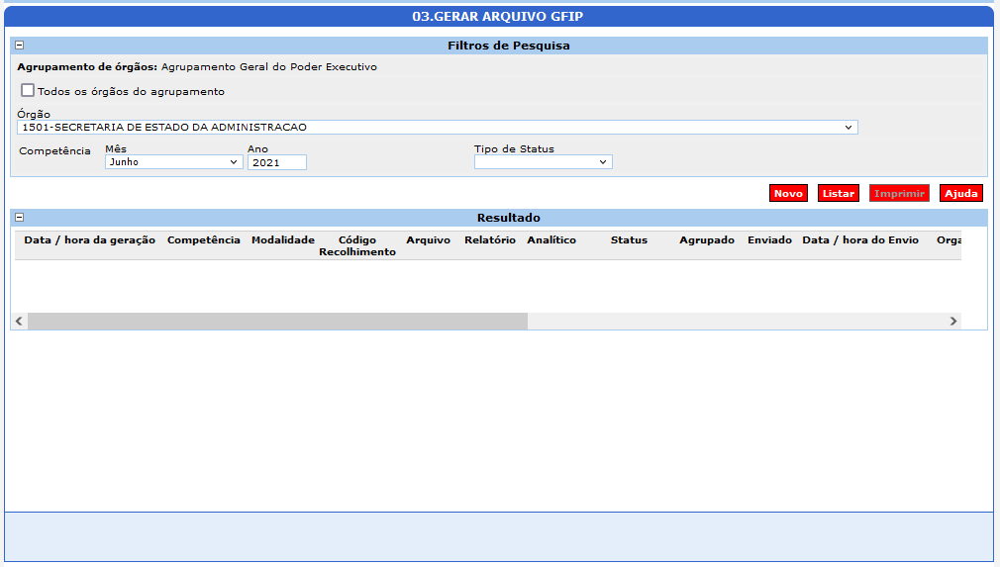 03.GERAR ARQUIVO GFIP
Filtros de Pesquisa
Agrupamento de órgãos: Agrupamento Geral do Poder Executivo
Todos os órgãos do agrupamento
Órgão
1501-SECRETARIA DE ESTADO DA ADMINISTRACAO
Competência Mês Ano Tipo de Status
Junho 2021
Novo Listar Imprimir Ajuda
Resultado
Data / hora da geração Competência Modalidade Código Arquivo Relatório Analítico Status Agrupado Enviado Data / hora do Envio Orga
Recolhimento